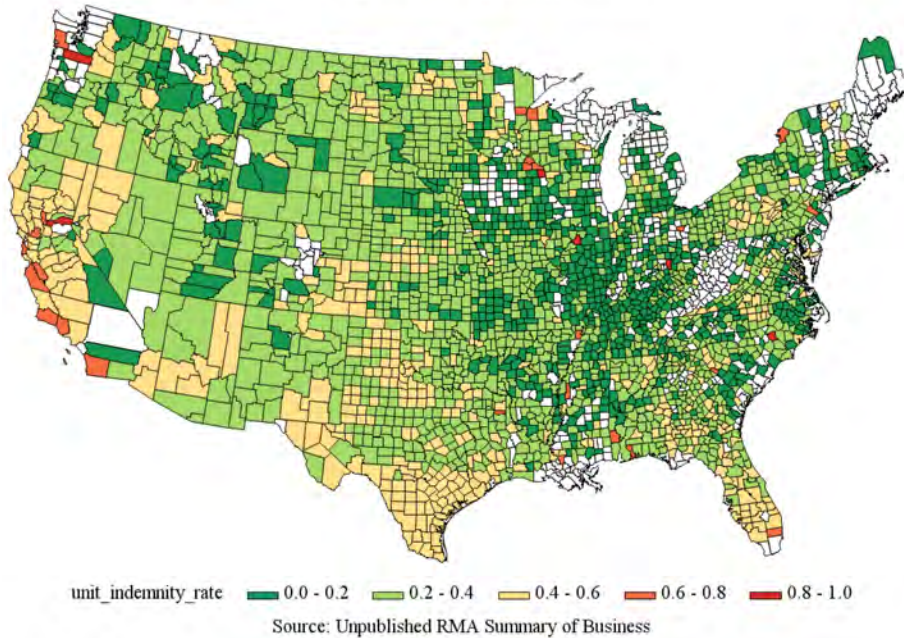 unit_indemnity_rate 0.0 - 0.2 0.2 - 0.4 0.4 - 0.6 0.6 - 0.8 0.8 - 1.0
Source: Unpublished RMA Summary of Business